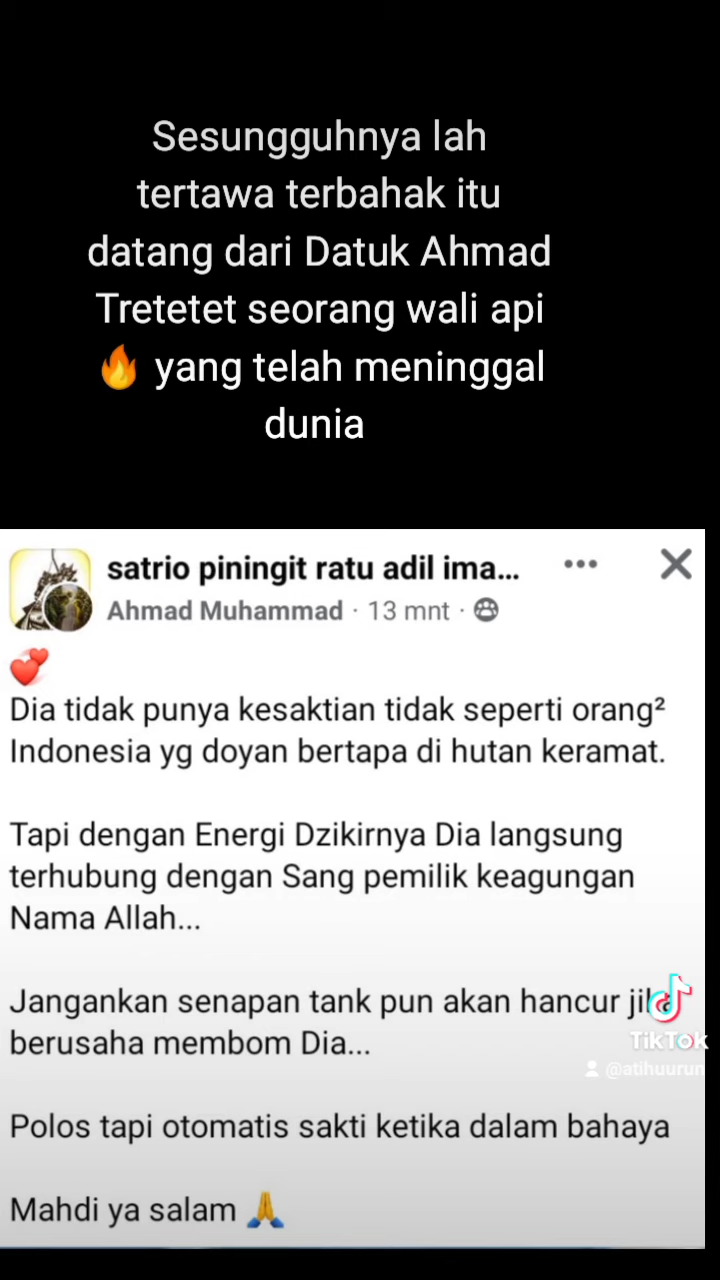 Sesungguhnya lah
tertawa terbahak itu
datang dari Datuk Ahmad
Tretetet seorang wali api
🔥 yang telah meninggal
dunia
satrio piningit ratu adil ima...
Ahmad Muhammad · 13 mnt ·
💞
Dia tidak punya kesaktian tidak seperti orang²
Indonesia yg doyan bertapa di hutan keramat.
Tapi dengan Energi Dzikirnya Dia langsung
terhubung dengan Sang pemilik keagungan
Nama Allah...
Jangankan senapan tank pun akan hancur jika
berusaha membom Dia...
TikTok
@atihuurun
Polos tapi otomatis sakti ketika dalam bahaya
Mahdi ya salam 🙏